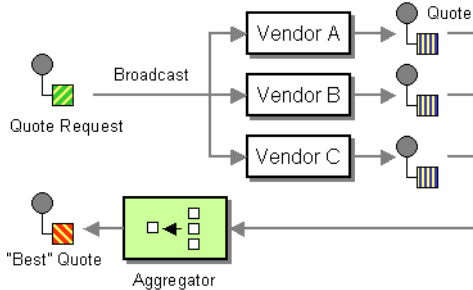 Vendor A
Quote
Broadcast
Vendor B
Quote Request
Vendor C
"Best" Quote
Aggregator